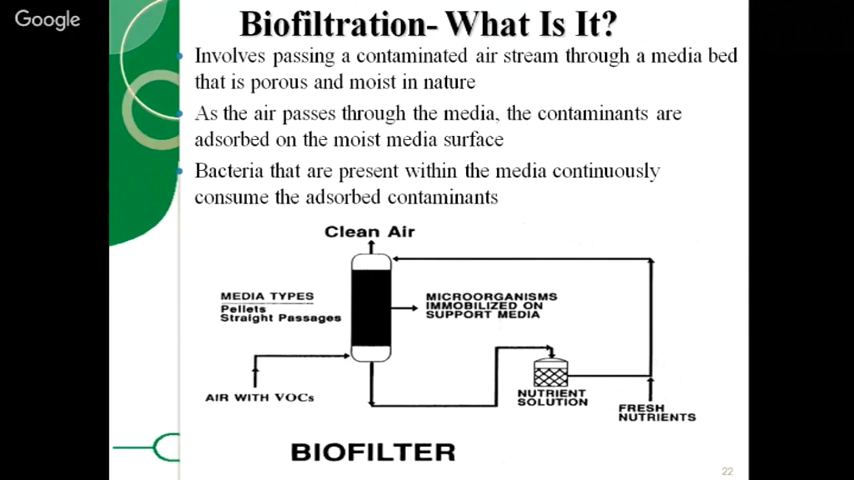 Google
Biofiltration- What Is It?
Involves passing a contaminated air stream through a media bed
that is porous and moist in nature
As the air passes through the media, the contaminants are
adsorbed on the moist media surface
Bacteria that are present within the media continuously
consume the adsorbed contaminants
Clean Air
MEDIA TYPES
Pellets
Straight Passages
MICROORGANISMS
IMMOBILIZED ON
SUPPORT MEDIA
AIR WITH VOCs
NUTRIENT
SOLUTION
FRESH
NUTRIENTS
BIOFILTER
22